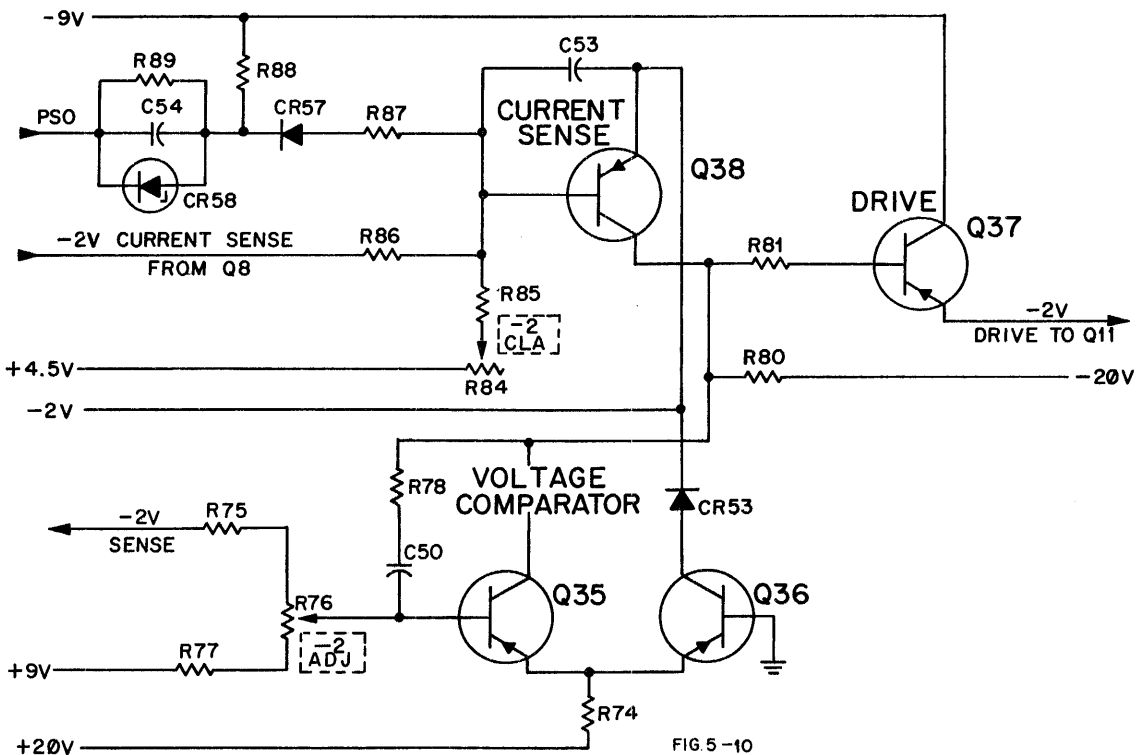 -9V
R89
R88
C53
C54
CR57
R87
PSO
CURRENT
SENSE
Q38
CR58
DRIVE
Q37
-2V CURRENT SENSE
FROM Q8
R86
R81
R85
-2
CLA
-2V
DRIVE TO Q11
+4.5V
R84
R80
-20V
-2V
R78
VOLTAGE
COMPARATOR
CR53
-2V
SENSE
R75
C50
Q35
Q36
R76
-2
ADJ
+9V
R77
R74
+20V
FIG.5-10